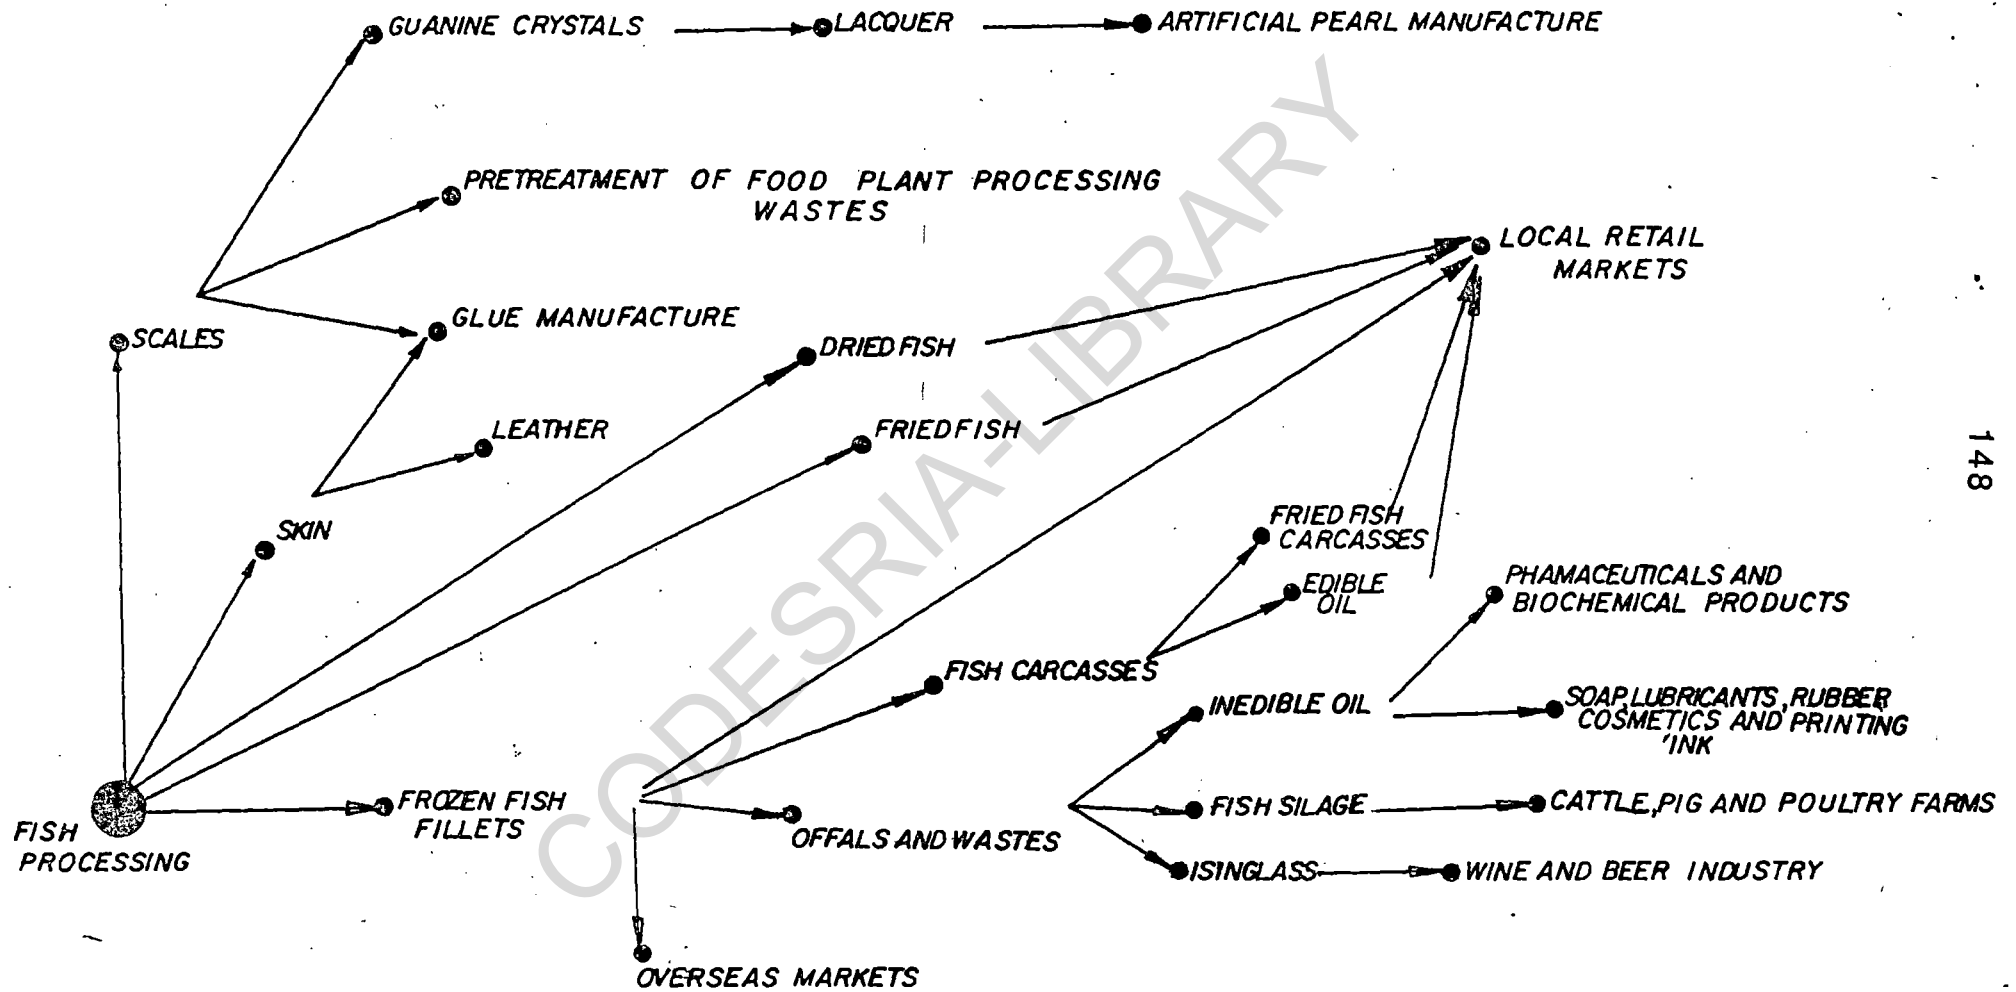 GUANINE CRYSTALS
LACQUER
ARTIFICIAL PEARL MANUFACTURE
PRETREATMENT OF FOOD PLANT PROCESSING
WASTES
LOCAL RETAIL
MARKETS
GLUE MANUFACTURE
SCALES
DRIED FISH
LEATHER
FRIED FISH
148
SKIN
FRIED FISH
CARCASSES
EDIBLE
OIL
PHAMACEUTICALS AND
BIOCHEMICAL PRODUCTS
FISH CARCASSES
INEDIBLE OIL
SOAP, LUBRICANTS, RUBBER
COSMETICS AND PRINTING
'INK
FROZEN FISH
FILLETS
FISH
PROCESSING
OFFALS AND WASTES
FISH SILAGE
CATTLE, PIG AND POULTRY FARMS
ISINGLASS
WINE AND BEER INDUSTRY
OVERSEAS MARKETS
CODESRIA-LIBRARY